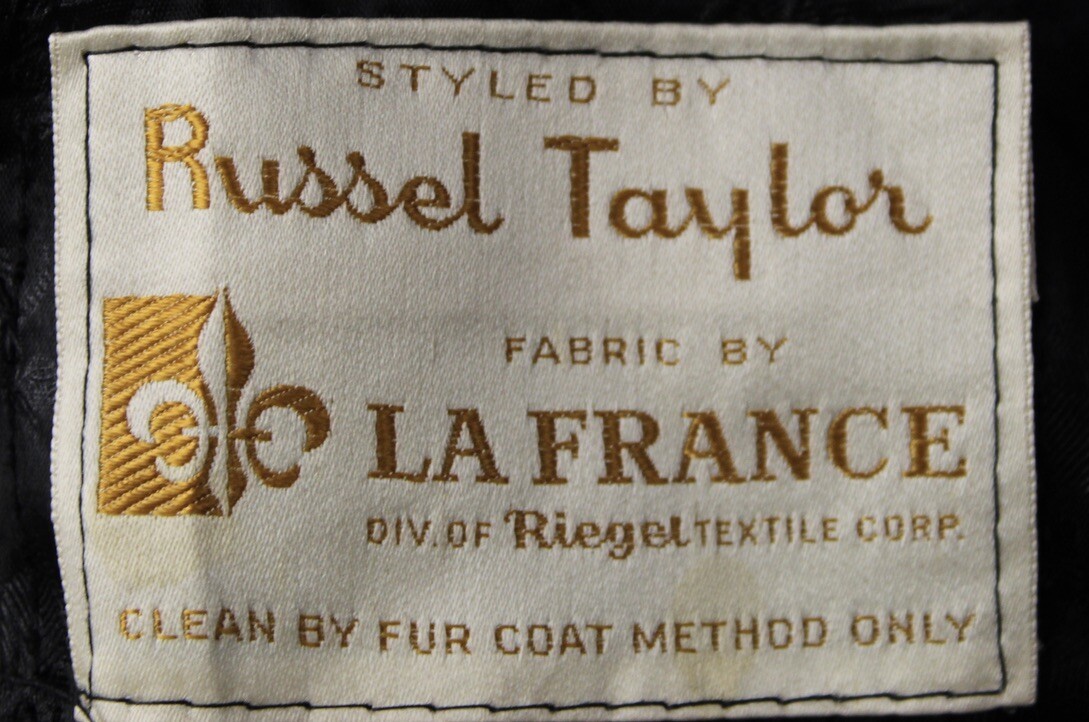 STYLED BY
Russel Taylor
FABRIC BY
LA FRANCE
DIV. OF Riegel TEXTILE CORP.
CLEAN BY FUR COAT METHOD ONLY